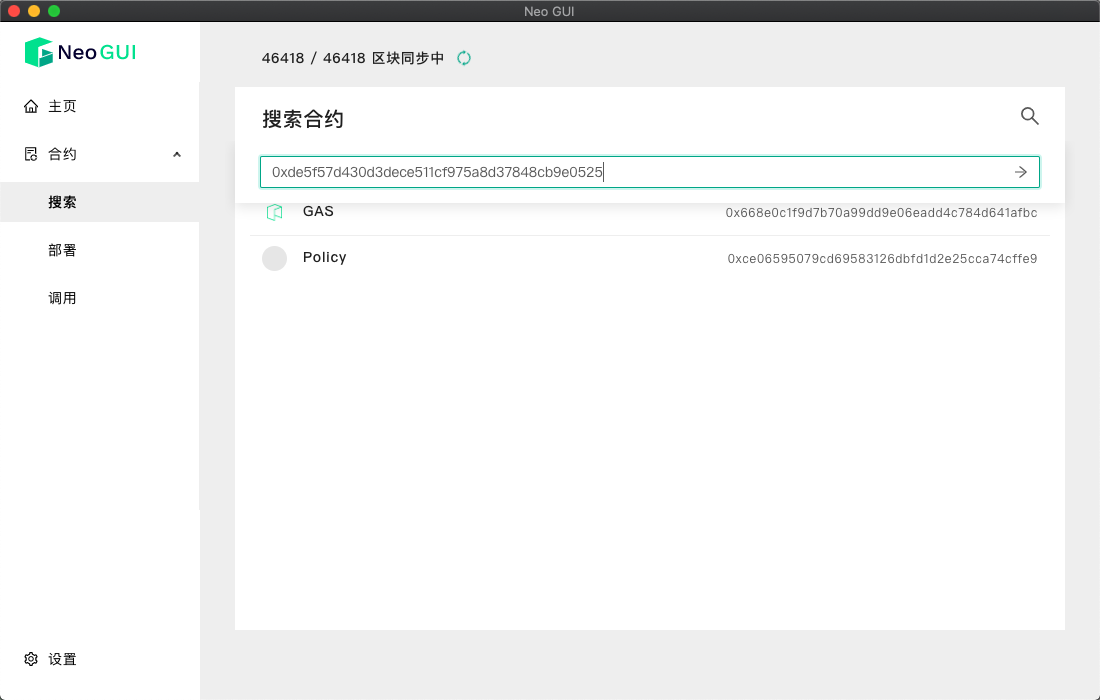 Neo GUI
Neo GUI
46418 / 46418 区块同步中
主页
合约
搜索
部署
调用
设置
搜索合约
0xde5f57d430d3dece511cf975a8d37848cb9e0525
GAS 0x668e0c1f9d7b70a99dd9e06eadd4c784d641afbc
Policy 0xce06595079cd69583126dbfd1d2e25cca74cffe9